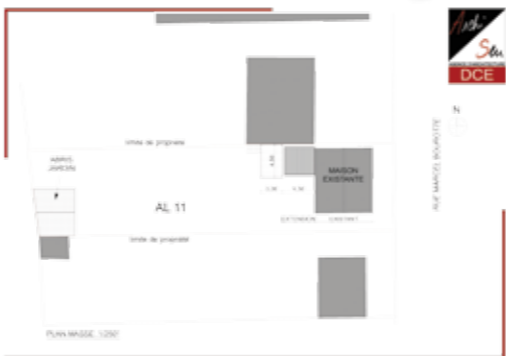 DCE
N
limite de propriété
ABRIS
JARDIN
MAISON
EXISTANTE
RUE MARCEL BOUROTTE
AL 11
EXTENSION EXISTANT
limite de propriété
PLAN MASSE 1/250°